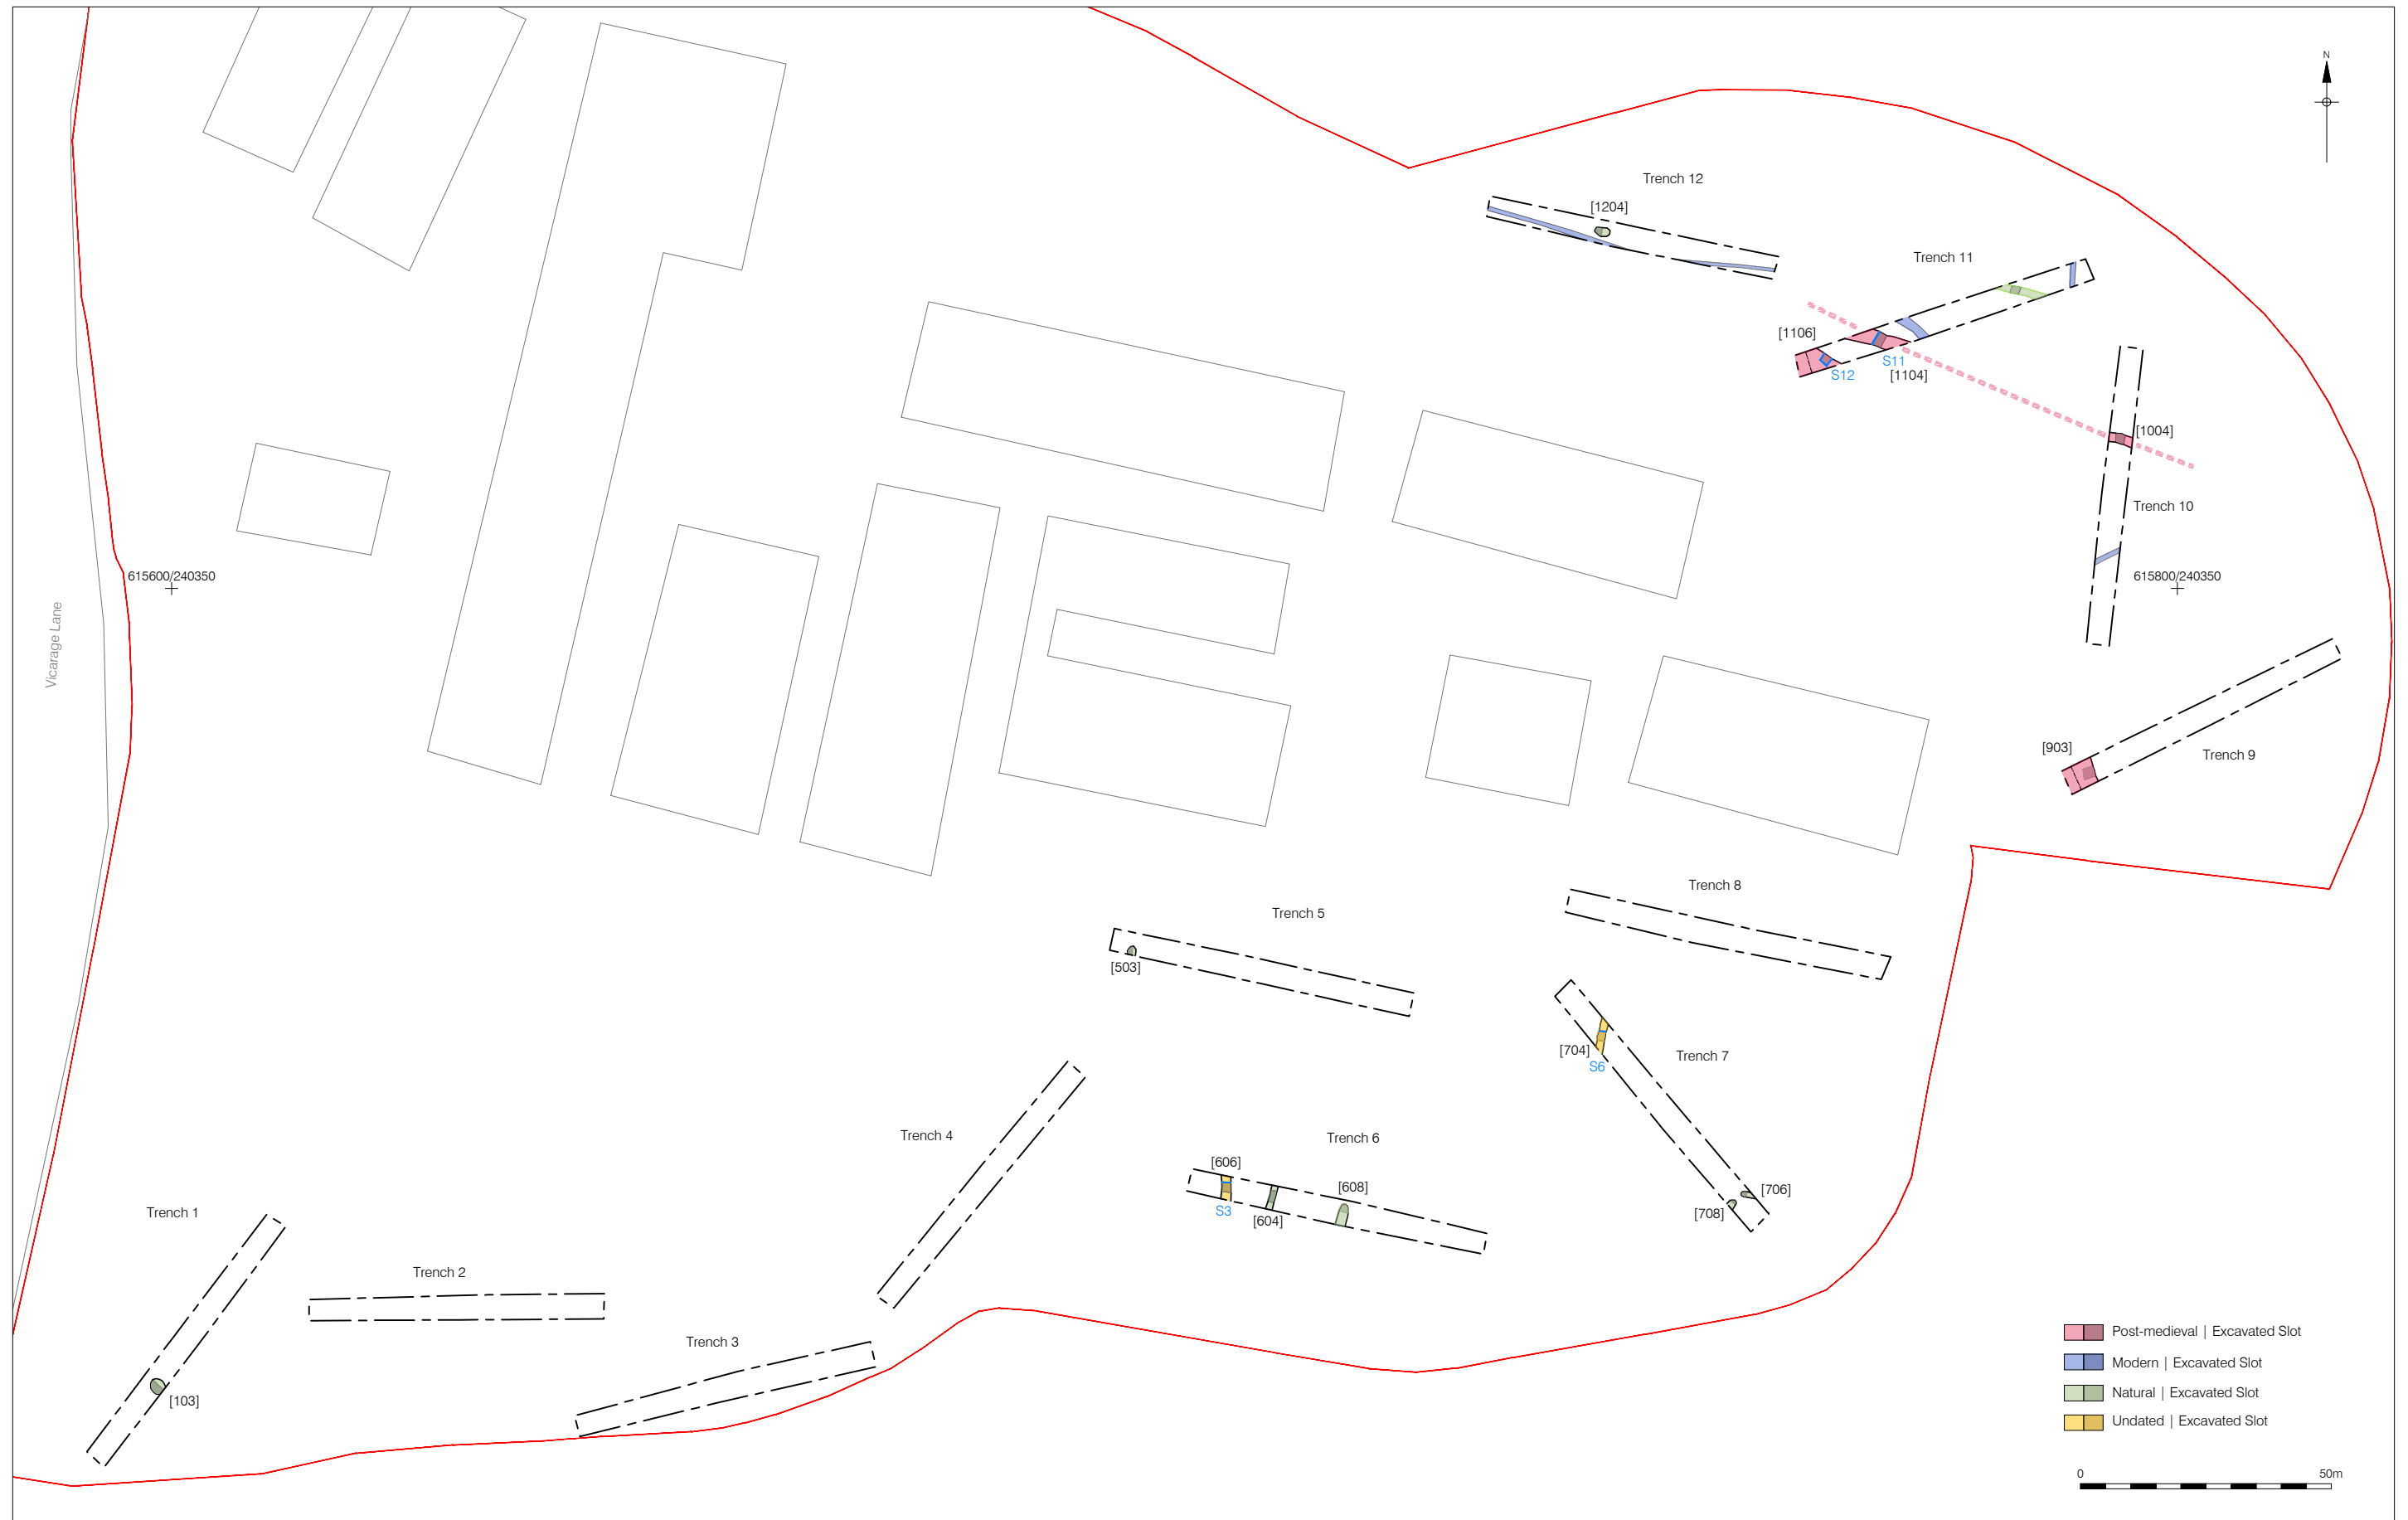 N
Trench 12
[1204]
Trench 11
[1106]
S11
S12
[1104]
[1004]
Trench 10
615600/240350
615800/240350
Vicarage Lane
[903]
Trench 9
Trench 8
Trench 5
[503]
[704]
Trench 7
S6
Trench 4
Trench 6
[606]
[608]
[706]
S3
[604]
[708]
Trench 1
Trench 2
Trench 3
[103]
Post-medieval | Excavated Slot
Modern | Excavated Slot
Natural | Excavated Slot
Undated | Excavated Slot
0 50m